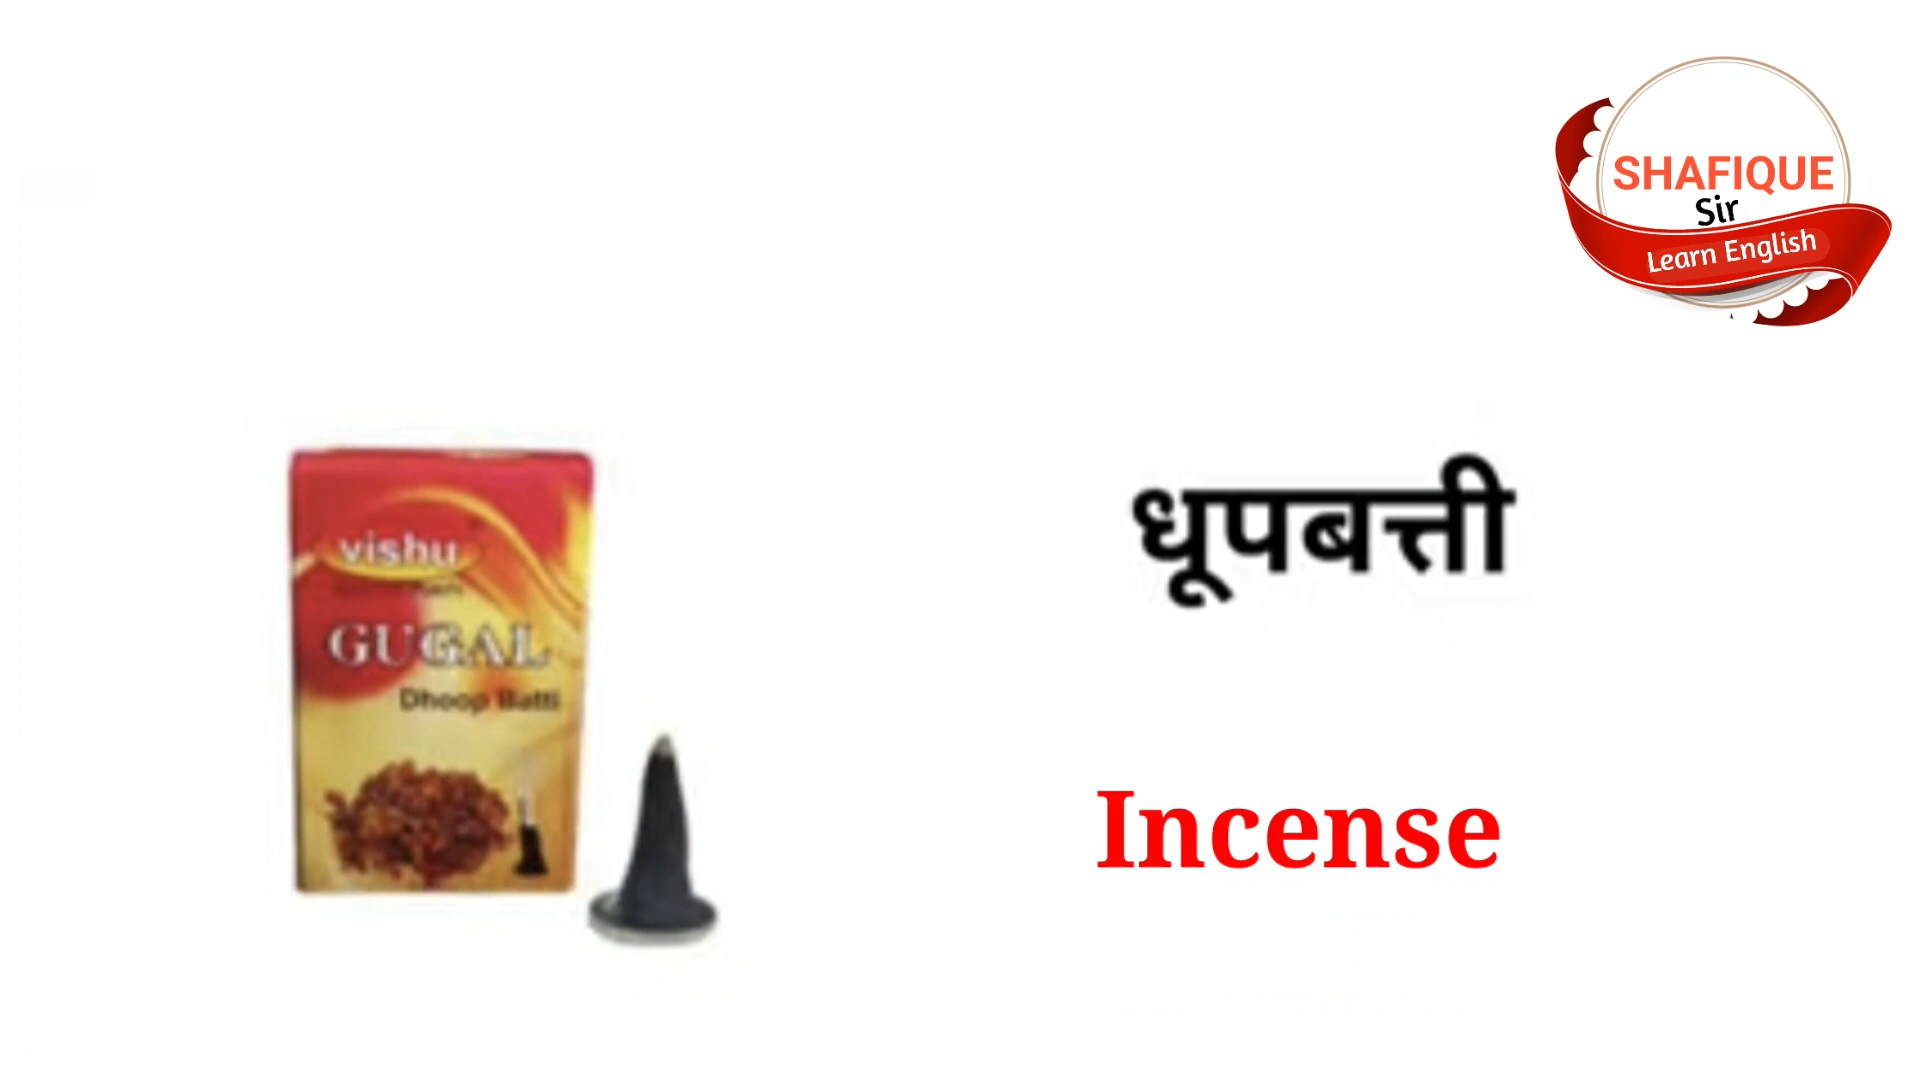 SHAFIQUE
Sir
Learn English
vishu
GUGAL
Dhoop Batti
धूपबत्ती
Incense